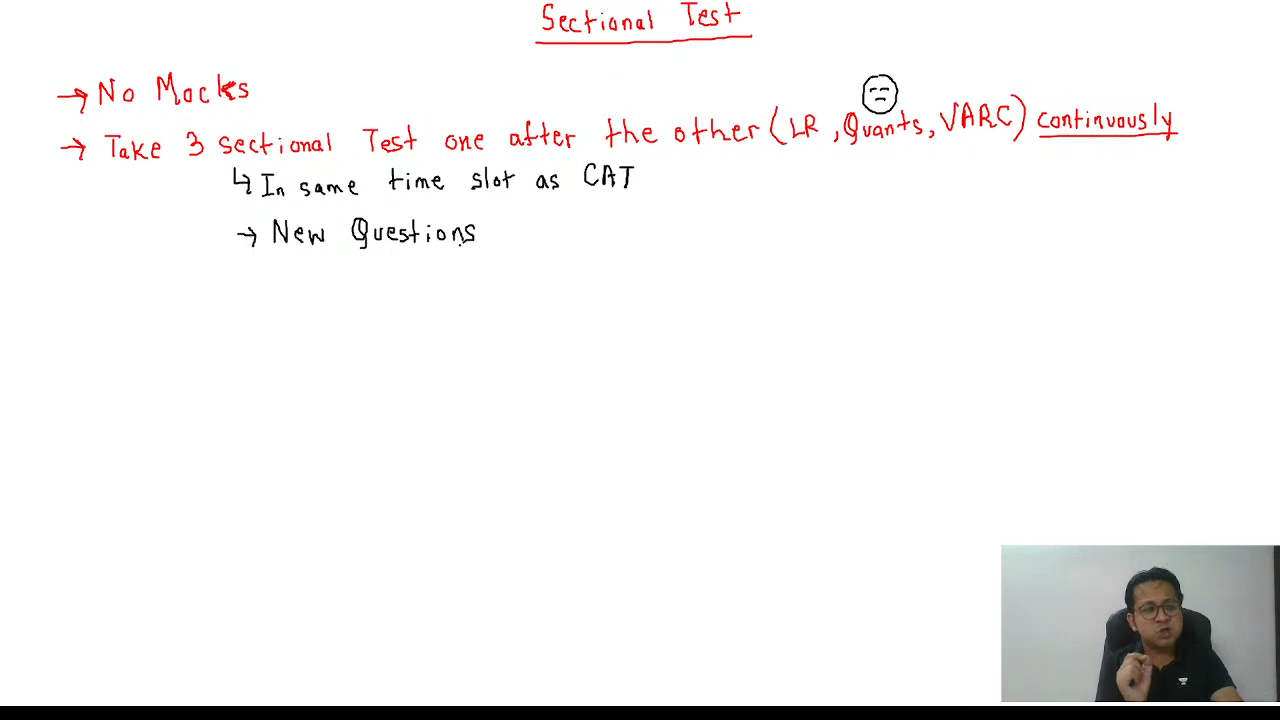 Sectional Test
→ No Mocks
→ Take 3 sectional Test one after the other (LR, Quants, VARC) continuously
↳ In same time slot as CAT
→ New Questions